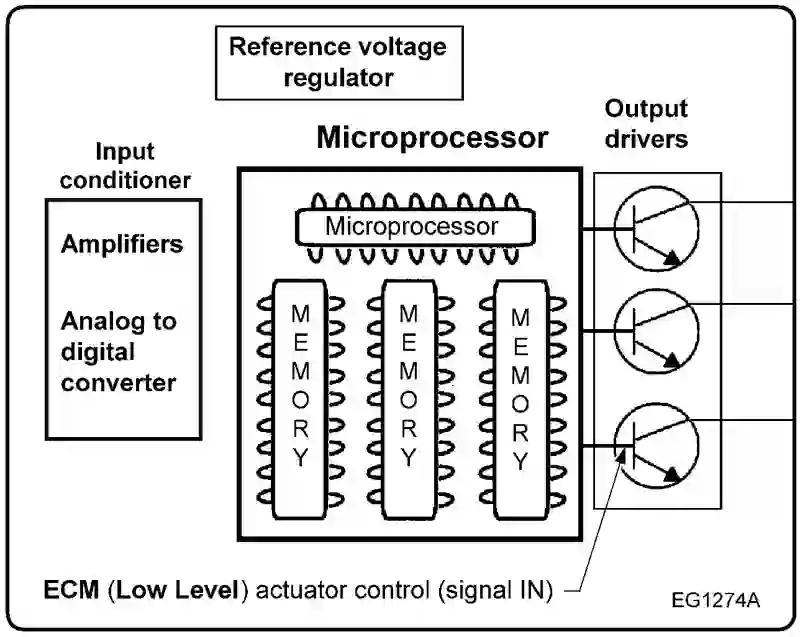 Reference voltage
regulator
Microprocessor
Output
drivers
Input
conditioner
Amplifiers
Analog to
digital
converter
Microprocessor
MEMORY
MEMORY
MEMORY
ECM (Low Level) actuator control (signal IN)
EG1274A